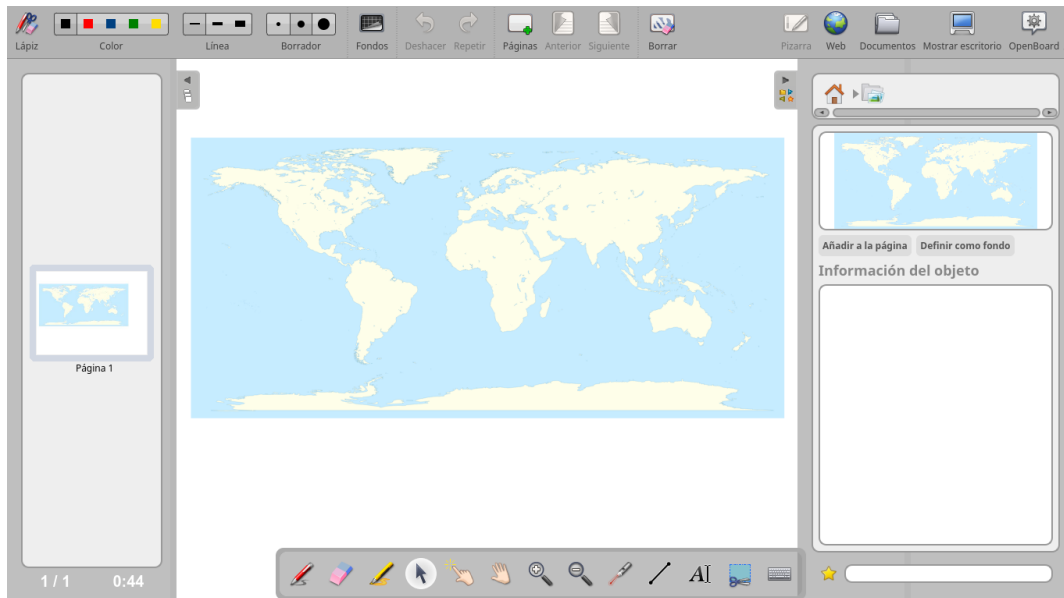 Lápiz
Color
Línea
Borrador
Fondos
Deshacer
Repetir
Páginas
Anterior
Siguiente
Borrar
Pizarra
Web
Documentos
Mostrar escritorio
OpenBoard
Página 1
1 / 1
0:44
Añadir a la página
Definir como fondo
Información del objeto
AI